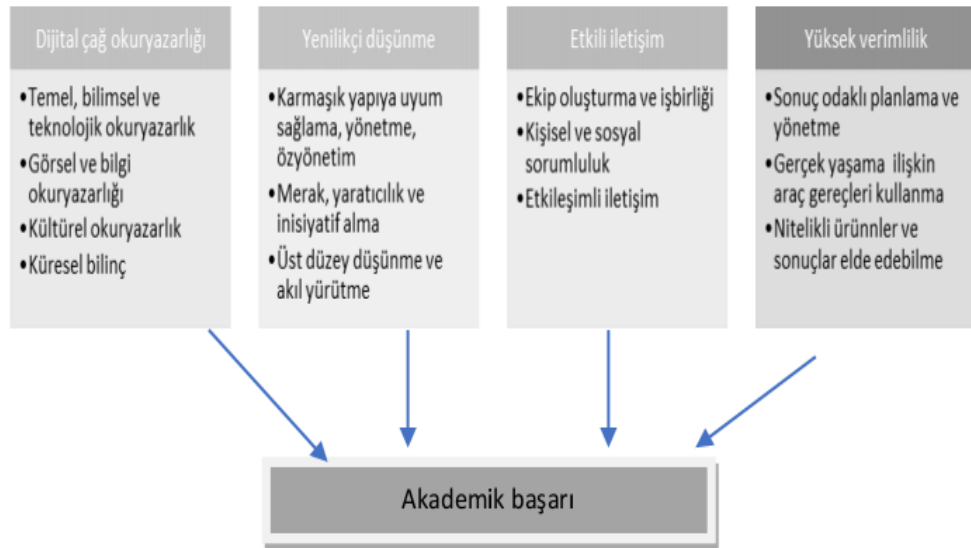 Dijital çağ okuryazarlığı
•Temel, bilimsel ve
teknolojik okuryazarlık
•Görsel ve bilgi
okuryazarlığı
•Kültürel okuryazarlık
•Küresel bilinç
Yenilikçi düşünme
•Karmaşık yapıya uyum
sağlama, yönetme,
özyönetim
•Merak, yaratıcılık ve
inisiyatif alma
•Üst düzey düşünme ve
akıl yürütme
Etkili iletişim
•Ekip oluşturma ve işbirliği
•Kişisel ve sosyal
sorumluluk
•Etkileşimli iletişim
Yüksek verimlilik
•Sonuç odaklı planlama ve
yönetme
•Gerçek yaşama ilişkin
araç gereçleri kullanma
•Nitelikli ürünnler ve
sonuçlar elde edebilme
Akademik başarı